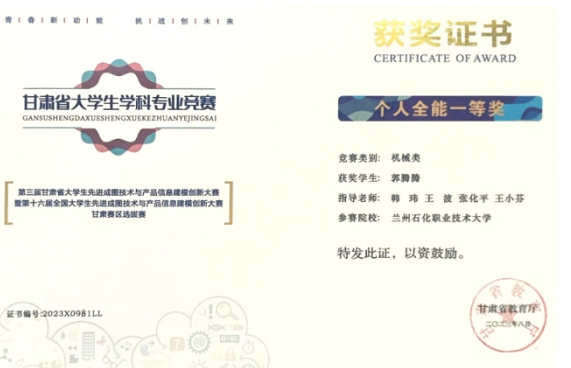 青 | 春 | 新 | 动 | 能    挑 | 战 | 创 | 未 | 来
甘肃省大学生学科专业竞赛
GANSUSHENGDAXUESHENGXUEKEZHUANYEJINGSAI
第三届甘肃省大学生先进成图技术与产品信息建模创新大赛
暨第十六届全国大学生先进成图技术与产品信息建模创新大赛
甘肃赛区选拔赛
证书编号:2023X0981LL
获奖证书
CERTIFICATE OF AWARD
个人全能一等奖
竞赛类别: 机械类
获奖学生: 郭腾腾
指导老师: 韩 玮 王 波 张化平 王小芬
参赛院校: 兰州石化职业技术大学
特发此证，以资鼓励。
甘肃省教育厅
二〇二三年八月